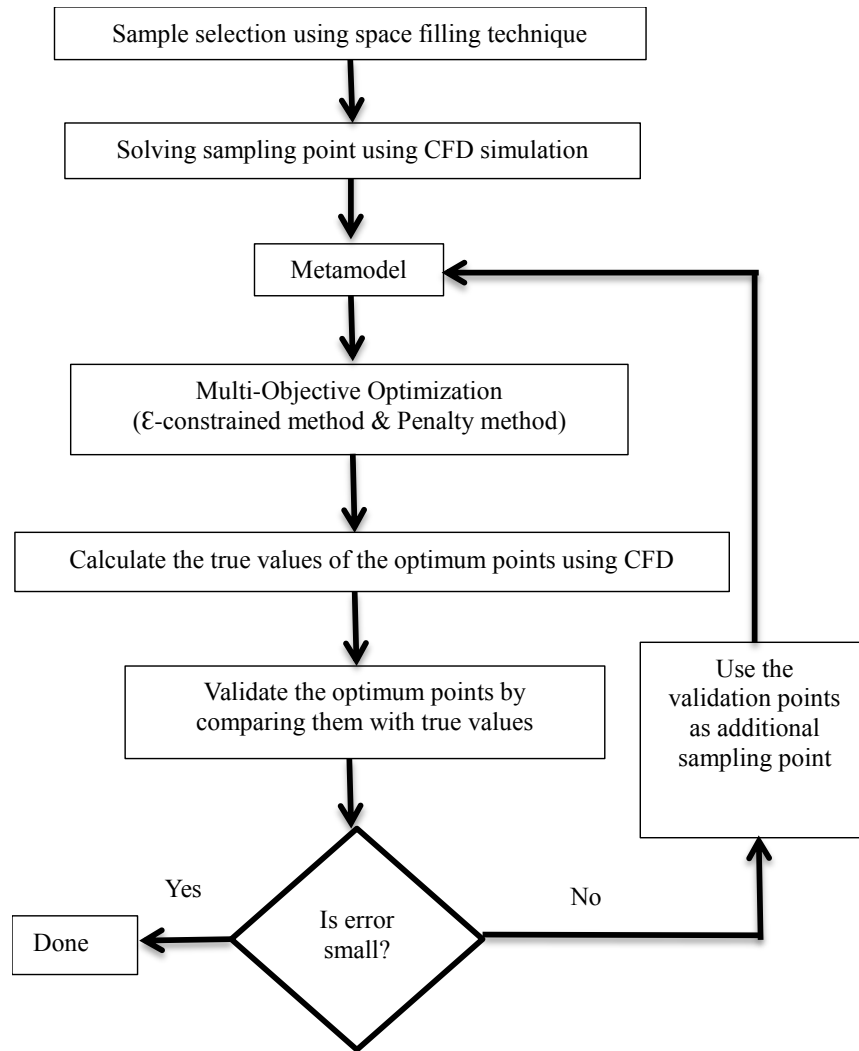 Sample selection using space filling technique
Solving sampling point using CFD simulation
Metamodel
Multi-Objective Optimization
(Ɛ-constrained method & Penalty method)
Calculate the true values of the optimum points using CFD
Validate the optimum points by
comparing them with true values
Use the
validation points
as additional
sampling point
Yes
No
Is error
small?
Done